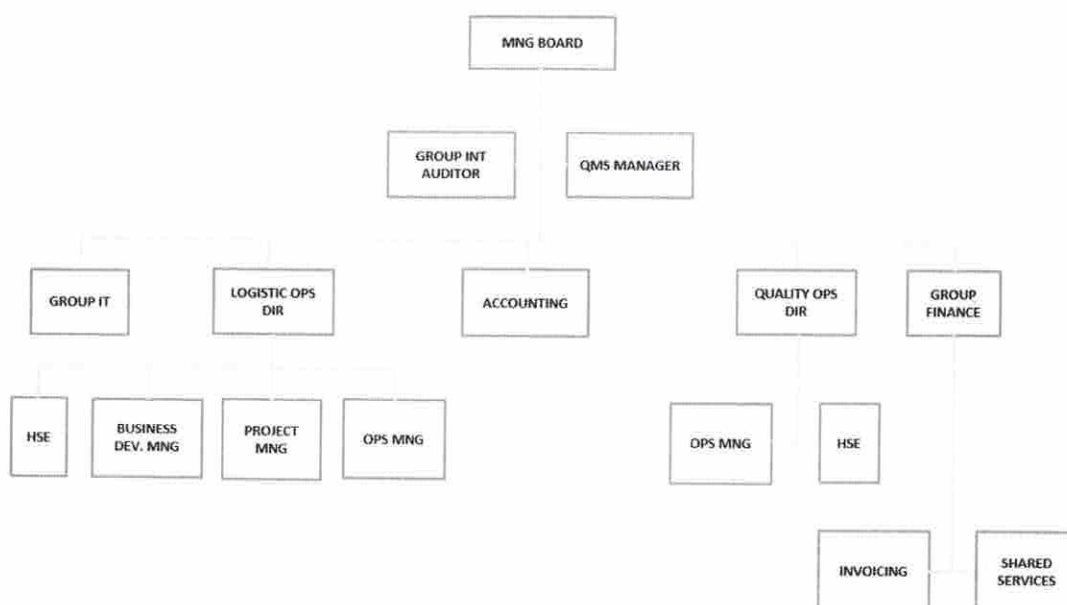 MNG BOARD
GROUP INT
AUDITOR
QMS MANAGER
GROUP IT
LOGISTIC OPS
DIR
ACCOUNTING
QUALITY OPS
DIR
GROUP
FINANCE
HSE
BUSINESS
DEV. MNG
PROJECT
MNG
OPS MNG
OPS MNG
HSE
INVOICING
SHARED
SERVICES